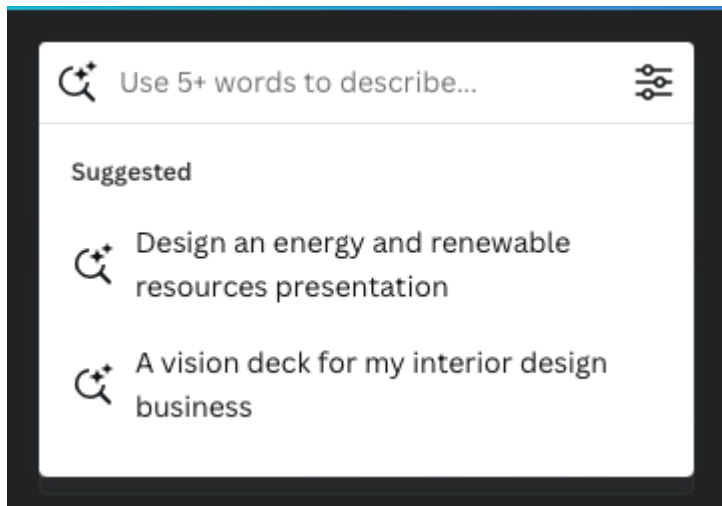 Use 5+ words to describe...
Suggested
Design an energy and renewable
resources presentation
A vision deck for my interior design
business